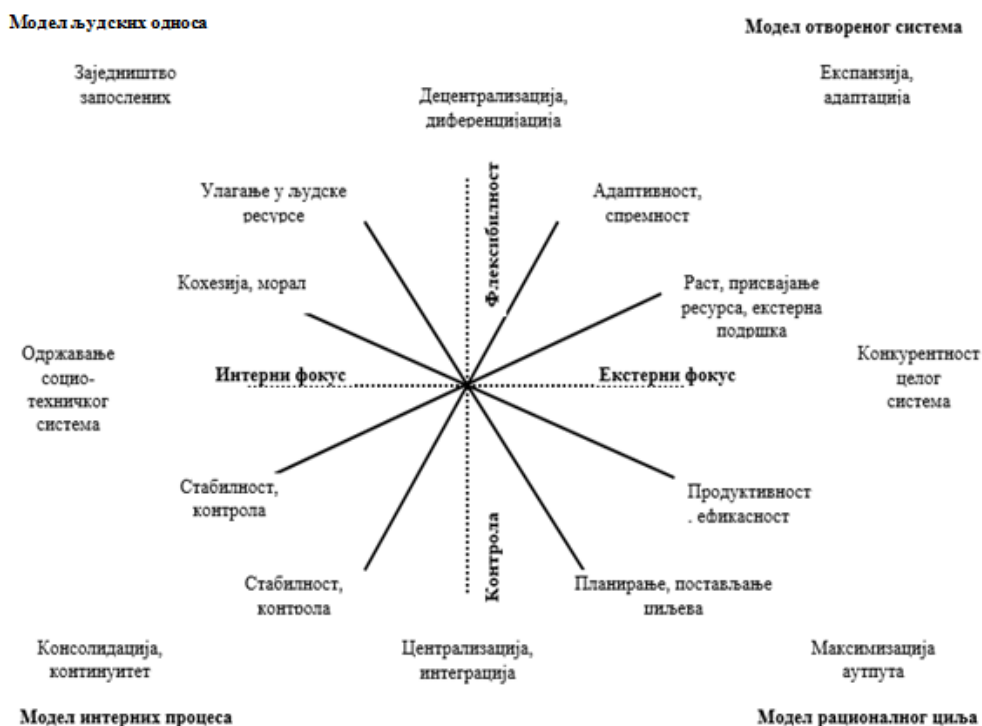 Модел људских односа
Модел отвореног система
Заједништво
запослених
Експанзија,
адаптација
Децентрализација,
диференцијација
Улагање у људске
ресурсе
Флексибилност
Адаптивност,
спремност
Кохезија, морал
Раст, присвајање
ресурса, екстерна
подршка
Одржавање
социо-
техничког
система
Интерни фокус
Екстерни фокус
Конкурентност
целог
система
Стабилност,
контрола
Продуктивност
. ефикасност
Контрола
Стабилност,
контрола
Планирање, постављање
циљева
Консолидација,
континуитет
Централизација,
интеграција
Максимизација
аутпута
Модел интерних процеса
Модел рационалног циља